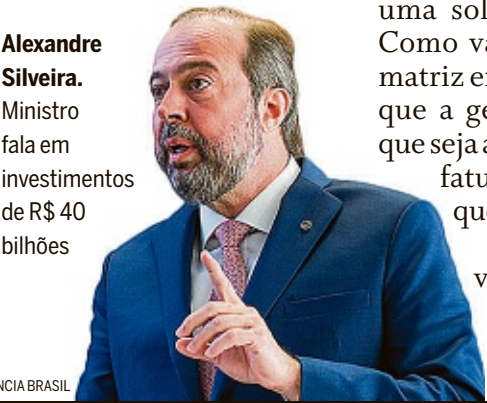 Alexandre
Silveira.
Ministro
fala em
investimentos
de R$ 40
bilhões
NCIA BRASIL
uma sol
Como va
matriz e
que a ge
que seja a
fatu
que
v